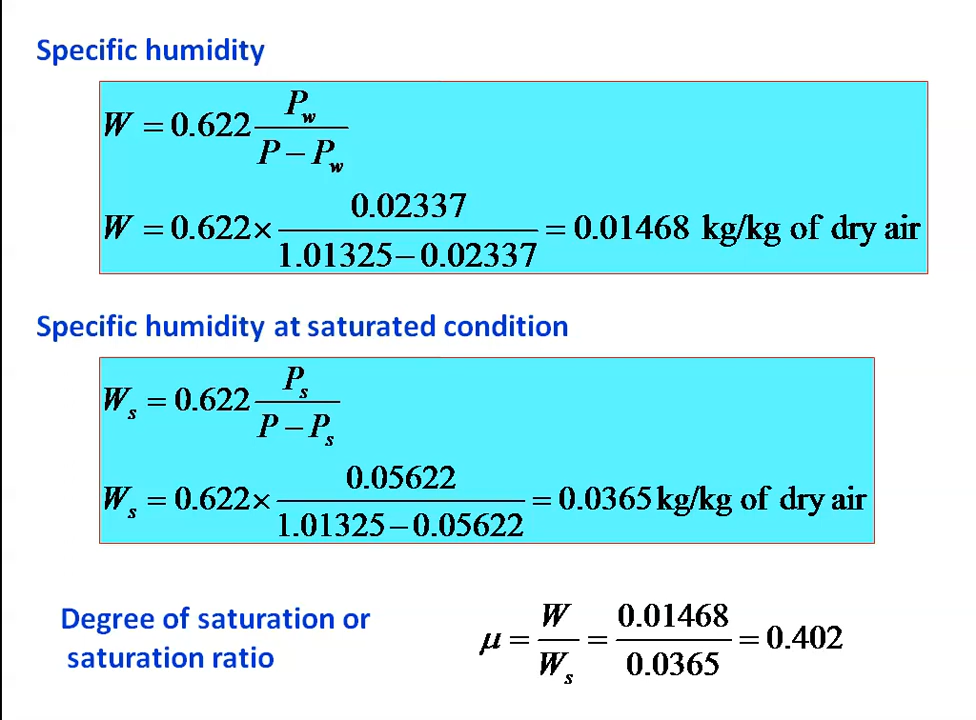 Specific humidity
W = 0.622 P_w / (P − P_w)
W = 0.622 × 0.02337 / (1.01325 − 0.02337) = 0.01468 kg/kg of dry air
Specific humidity at saturated condition
W_s = 0.622 P_s / (P − P_s)
W_s = 0.622 × 0.05622 / (1.01325 − 0.05622) = 0.0365 kg/kg of dry air
Degree of saturation or
saturation ratio
μ = W / W_s = 0.01468 / 0.0365 = 0.402